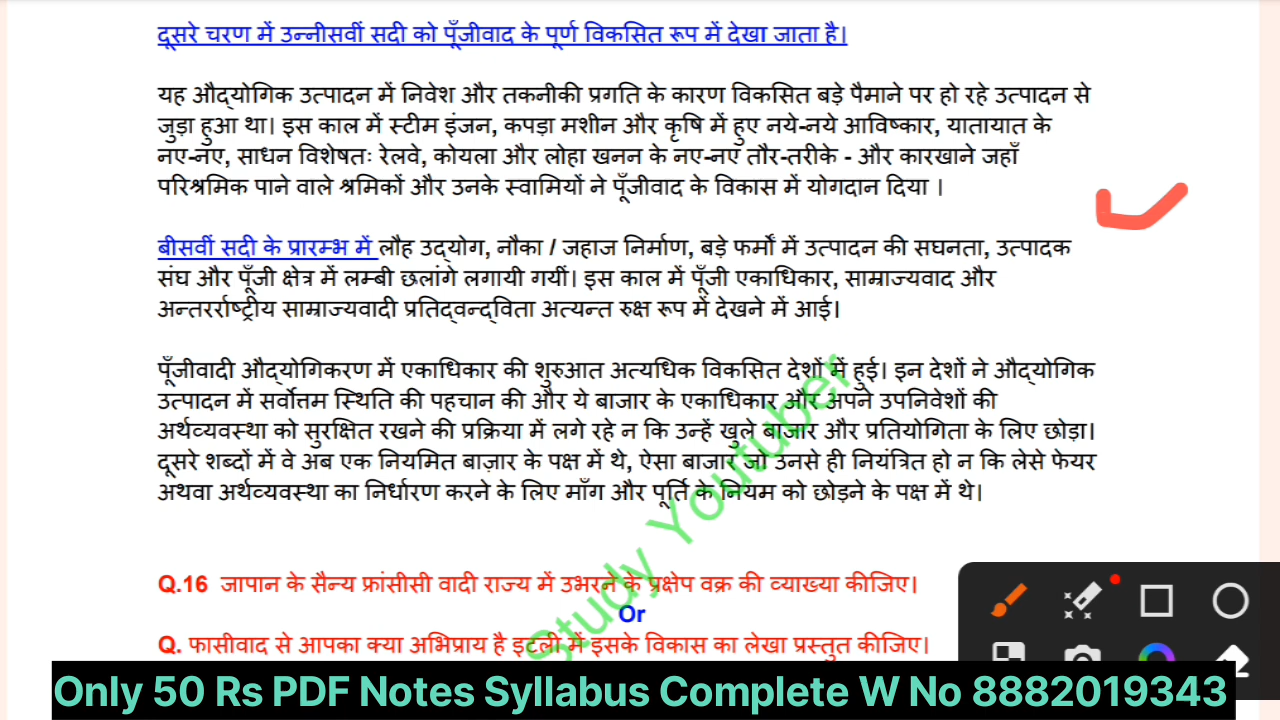 दूसरे चरण में उन्नीसवीं सदी को पूँजीवाद के पूर्ण विकसित रूप में देखा जाता है।
यह औद्योगिक उत्पादन में निवेश और तकनीकी प्रगति के कारण विकसित बड़े पैमाने पर हो रहे उत्पादन से
जुड़ा हुआ था। इस काल में स्टीम इंजन, कपड़ा मशीन और कृषि में हुए नये-नये आविष्कार, यातायात के
नए-नए, साधन विशेषतः रेलवे, कोयला और लोहा खनन के नए-नए तौर-तरीके - और कारखाने जहाँ
परिश्रमिक पाने वाले श्रमिकों और उनके स्वामियों ने पूँजीवाद के विकास में योगदान दिया ।
बीसवीं सदी के प्रारम्भ में लौह उद्योग, नौका / जहाज निर्माण, बड़े फर्मों में उत्पादन की सघनता, उत्पादक
संघ और पूँजी क्षेत्र में लम्बी छलांगे लगायी गयीं। इस काल में पूँजी एकाधिकार, साम्राज्यवाद और
अन्तरर्राष्ट्रीय साम्राज्यवादी प्रतिद्वन्द्विता अत्यन्त रुक्ष रूप में देखने में आई।
पूँजीवादी औद्योगिकरण में एकाधिकार की शुरुआत अत्यधिक विकसित देशों में हुई। इन देशों ने औद्योगिक
उत्पादन में सर्वोत्तम स्थिति की पहचान की और ये बाजार के एकाधिकार और अपने उपनिवेशों की
अर्थव्यवस्था को सुरक्षित रखने की प्रक्रिया में लगे रहे न कि उन्हें खुले बाजार और प्रतियोगिता के लिए छोड़ा।
दूसरे शब्दों में वे अब एक नियमित बाज़ार के पक्ष में थे, ऐसा बाजार जो उनसे ही नियंत्रित हो न कि लेसे फेयर
अथवा अर्थव्यवस्था का निर्धारण करने के लिए माँग और पूर्ति के नियम को छोड़ने के पक्ष में थे।
Study Youtuber
Q.16 जापान के सैन्य फ्रांसीसी वादी राज्य में उभरने के प्रक्षेप वक्र की व्याख्या कीजिए।
Or
Q. फासीवाद से आपका क्या अभिप्राय है इटली में इसके विकास का लेखा प्रस्तुत कीजिए।
Only 50 Rs PDF Notes Syllabus Complete W No 8882019343